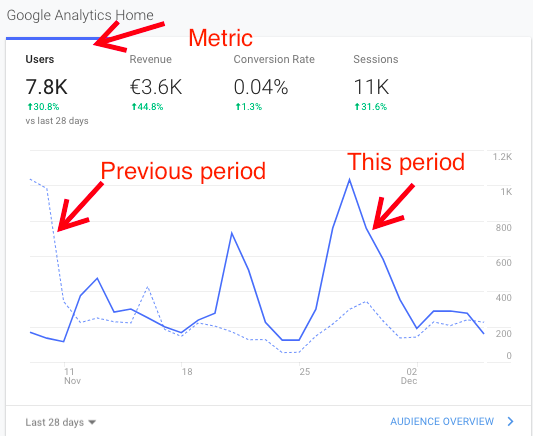 Google Analytics Home
Metric
Users Revenue Conversion Rate Sessions
7.8K €3.6K 0.04% 11K
⬆30.8% ⬆44.8% ⬆1.3% ⬆31.6%
vs last 28 days
Previous period
This period
1.2K
1K
800
600
400
200
0
11 18 25 02
Nov Dec
Last 28 days
AUDIENCE OVERVIEW